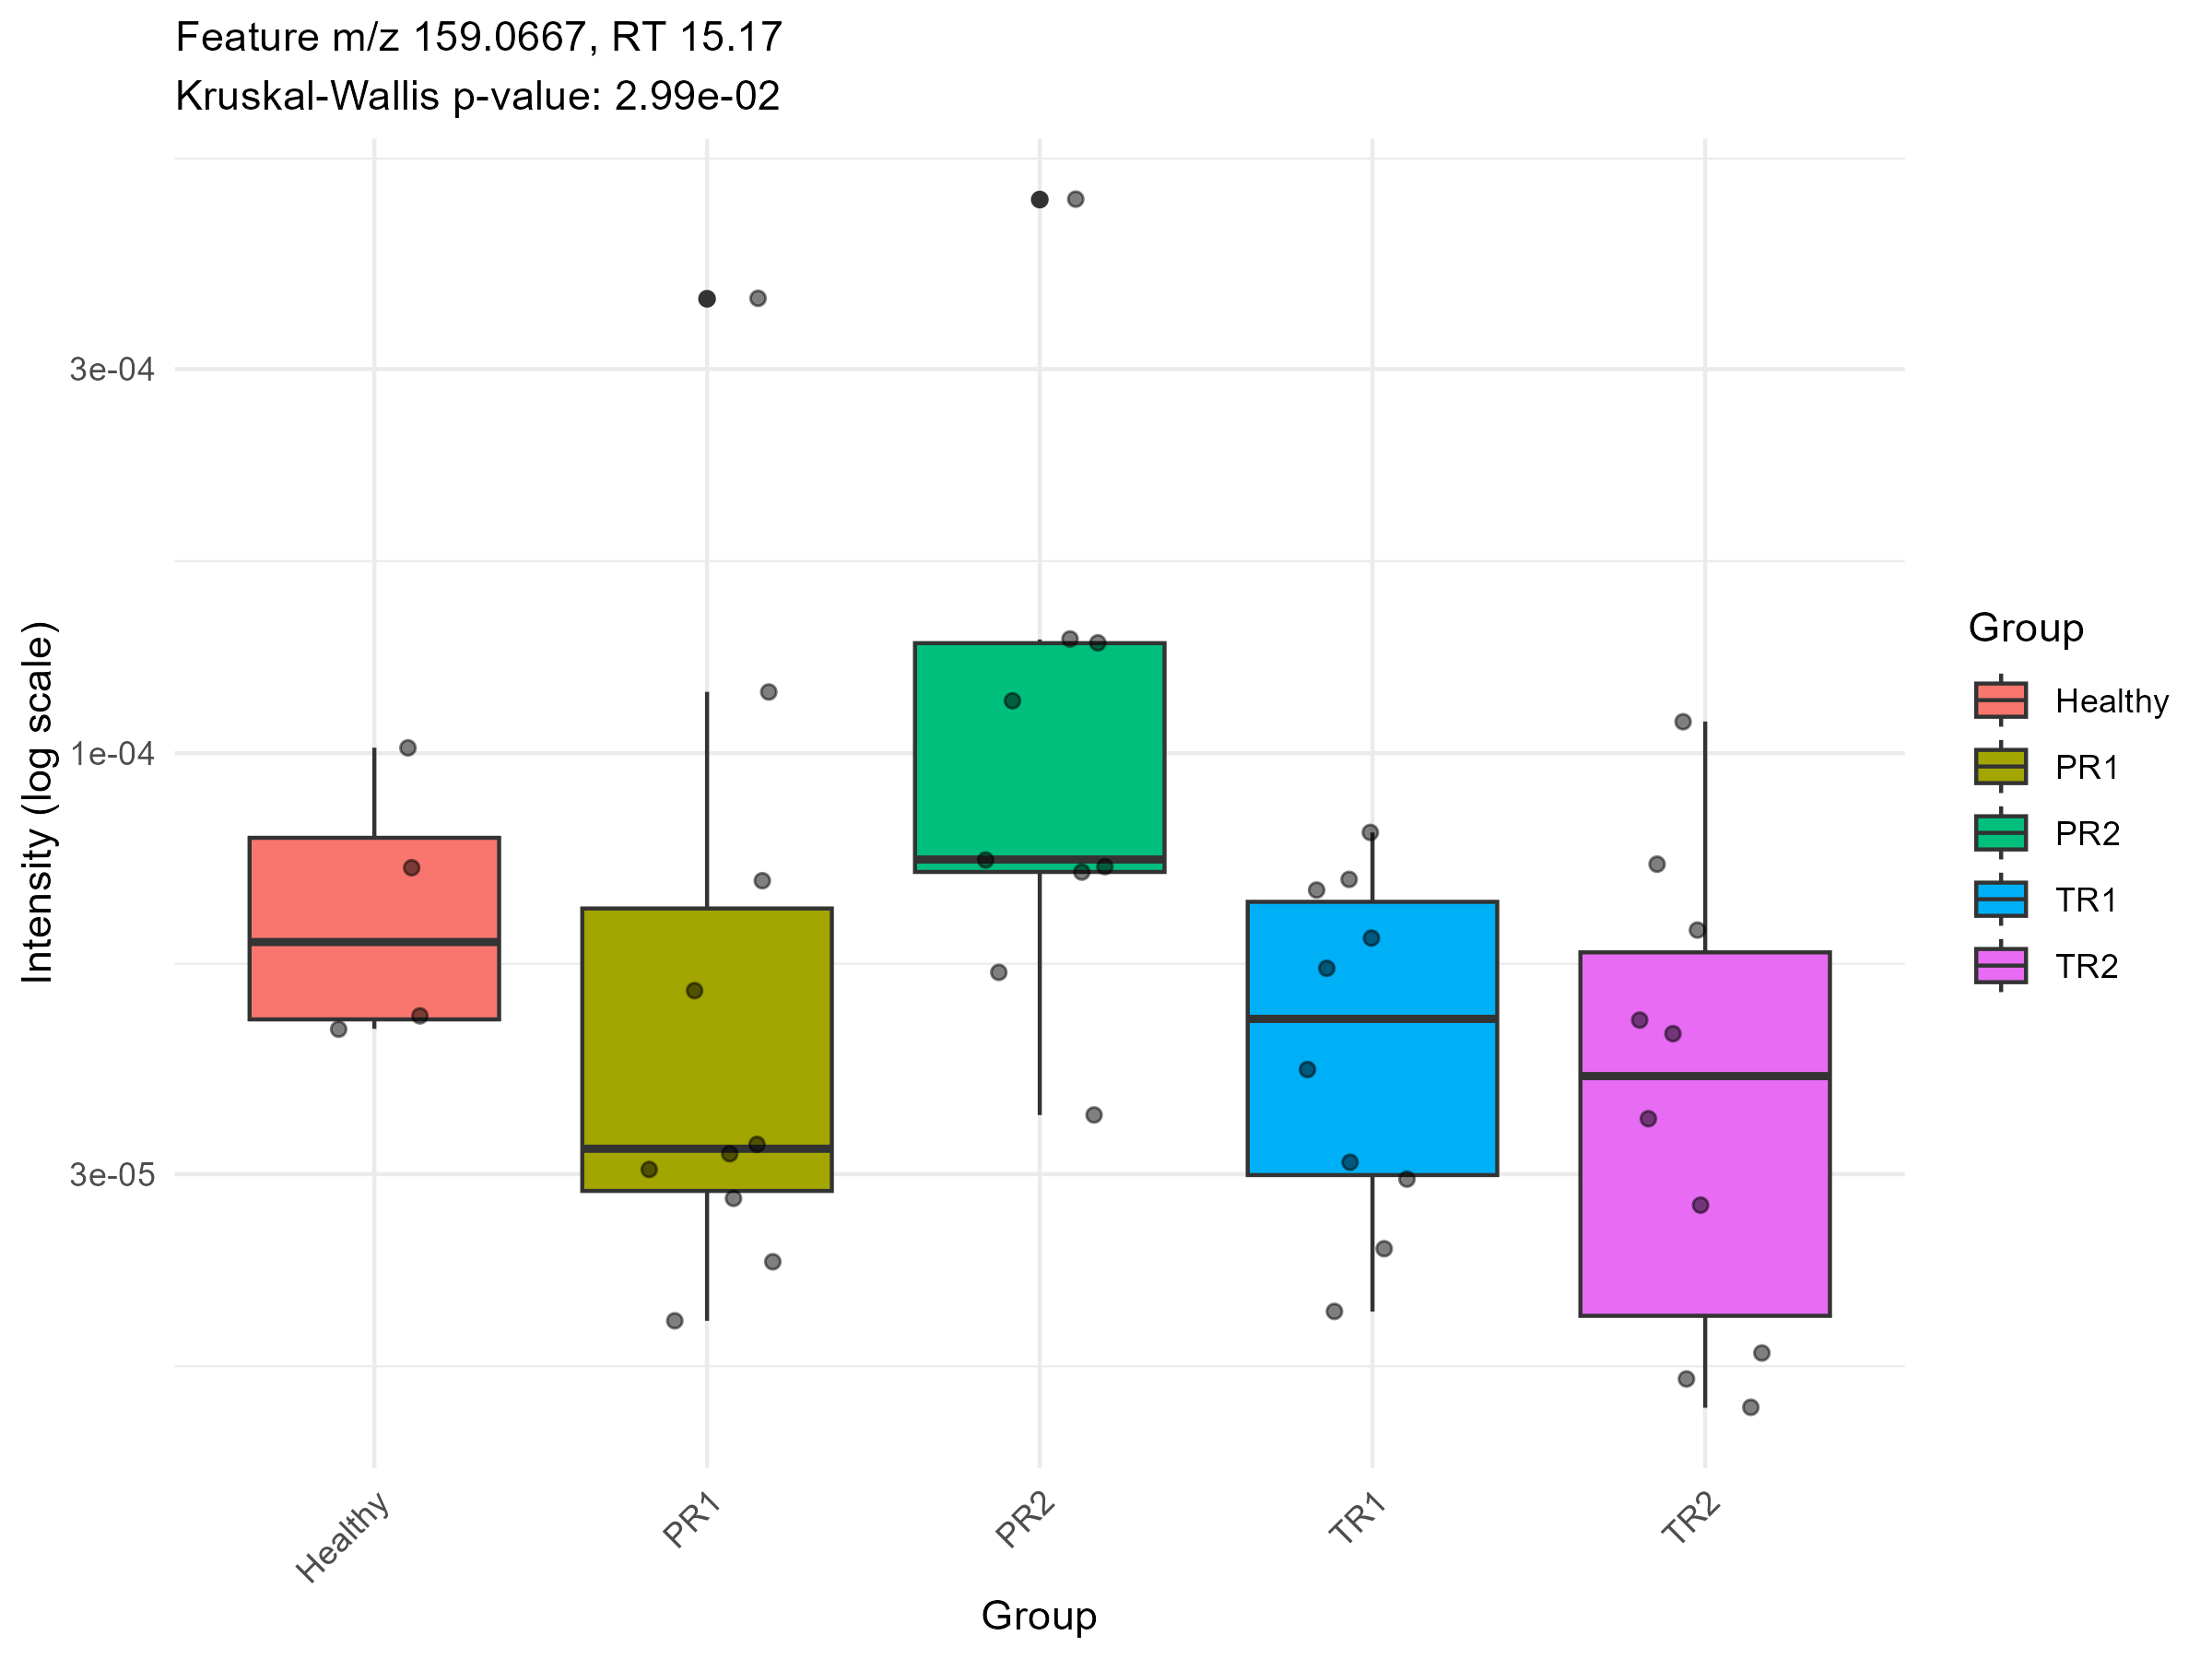 Feature m/z 159.0667, RT 15.17
Kruskal-Wallis p-value: 2.99e-02
Intensity (log scale)
3e-04
1e-04
3e-05
Healthy
PR1
PR2
TR1
TR2
Group
Group
Healthy
PR1
PR2
TR1
TR2